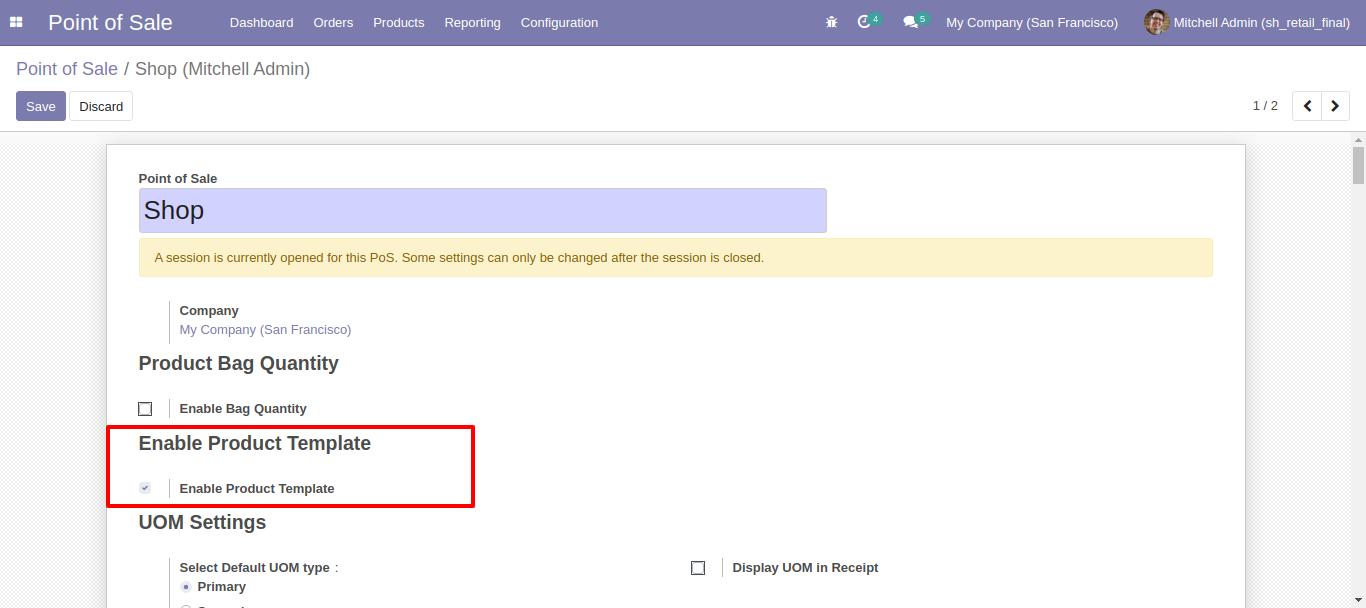 Point of Sale Dashboard Orders Products Reporting Configuration 4 5 My Company (San Francisco) Mitchell Admin (sh_retail_final)
Point of Sale / Shop (Mitchell Admin)
Save Discard 1 / 2
Point of Sale
Shop
A session is currently opened for this PoS. Some settings can only be changed after the session is closed.
Company
My Company (San Francisco)
Product Bag Quantity
Enable Bag Quantity
Enable Product Template
Enable Product Template
UOM Settings
Select Default UOM type : Display UOM in Receipt
Primary